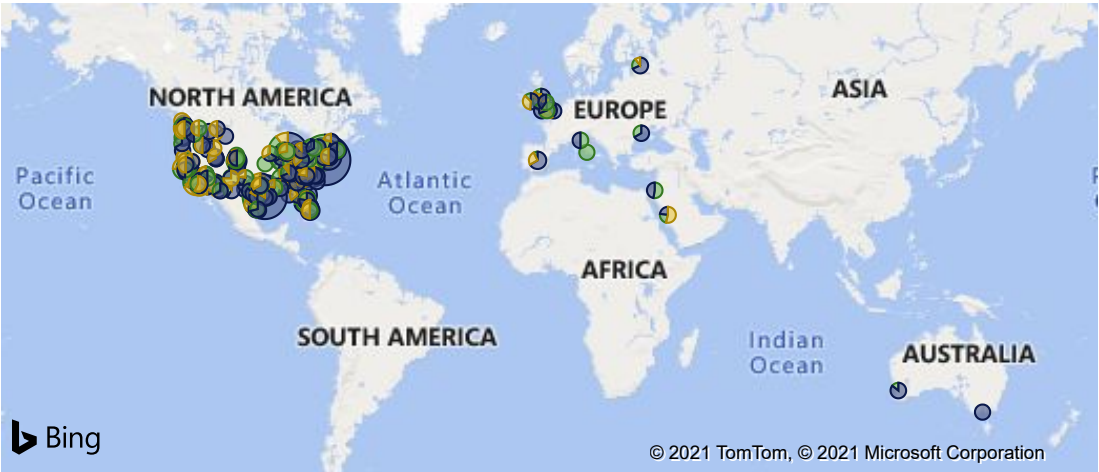 ASIA
NORTH AMERICA
EUROPE
Pacific
Ocean
Atlantic
Ocean
AFRICA
SOUTH AMERICA
Indian
Ocean
AUSTRALIA
Bing
© 2021 TomTom, © 2021 Microsoft Corporation